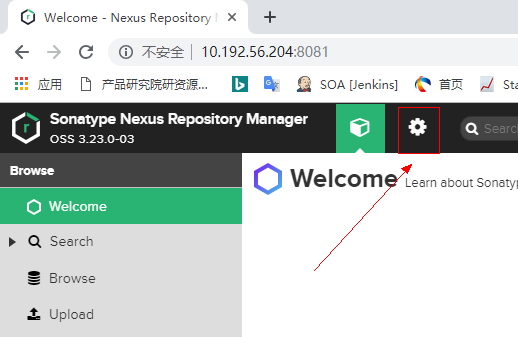 Welcome - Nexus Repository M
不安全 | 10.192.56.204:8081
应用 产品研究院研资源... SOA [Jenkins] 首页 Sta
Sonatype Nexus Repository Manager
OSS 3.23.0-03
Search
Browse
Welcome Learn about Sonatyp
Welcome
Search
Browse
Upload